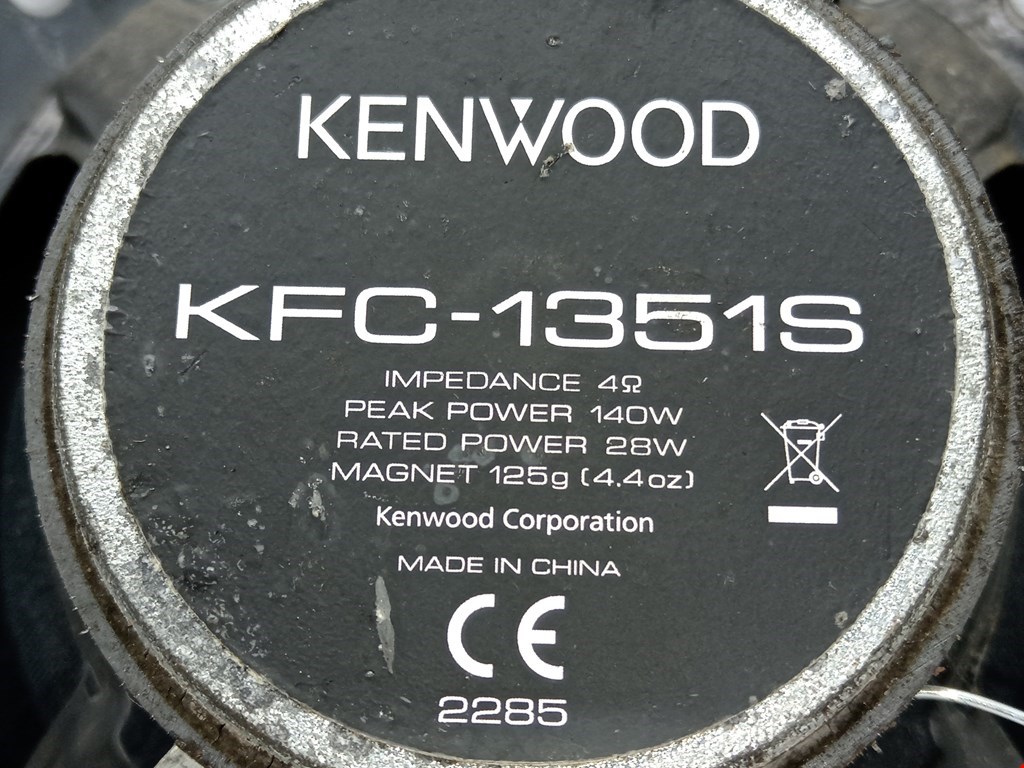 KENWOOD
KFC-1351S
IMPEDANCE 4Ω
PEAK POWER 140W
RATED POWER 28W
MAGNET 125g (4.4oz)
Kenwood Corporation
MADE IN CHINA
CE
2285